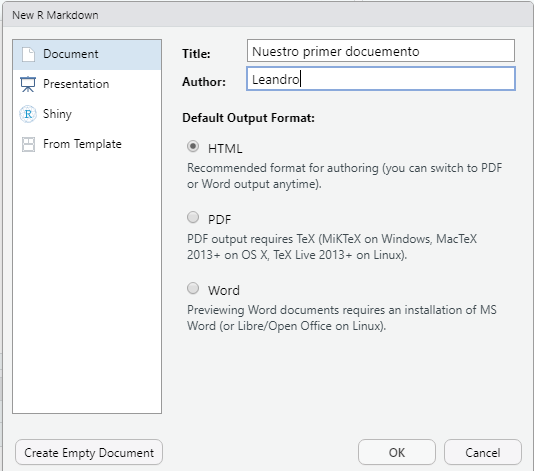 New R Markdown
Document
Presentation
Shiny
From Template
Title: Nuestro primer docuemento
Author: Leandro
Default Output Format:
HTML
Recommended format for authoring (you can switch to PDF
or Word output anytime).
PDF
PDF output requires TeX (MiKTeX on Windows, MacTeX
2013+ on OS X, TeX Live 2013+ on Linux).
Word
Previewing Word documents requires an installation of MS
Word (or Libre/Open Office on Linux).
Create Empty Document
OK
Cancel